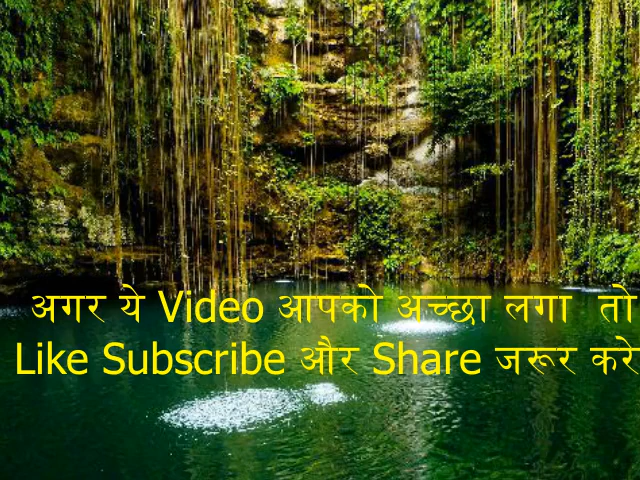 अगर ये Video आपको अच्छा लगा तो
Like Subscribe और Share जरूर करे